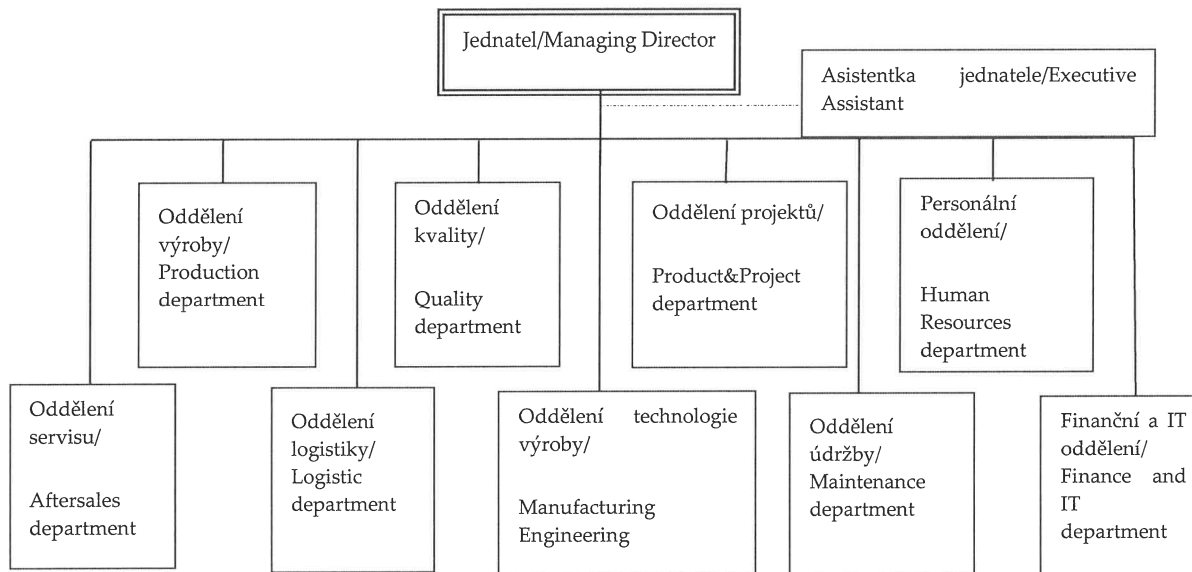 Jednatel/Managing Director
Asistentka jednatele/Executive
Assistant
Oddělení
výroby/
Production
department
Oddělení
kvality/
Quality
department
Oddělení projektů/
Product&Project
department
Personální
oddělení/
Human
Resources
department
Oddělení
servisu/
Aftersales
department
Oddělení
logistiky/
Logistic
department
Oddělení technologie
výroby/
Manufacturing
Engineering
Oddělení
údržby/
Maintenance
department
Finanční a IT
oddělení/
Finance and
IT
department